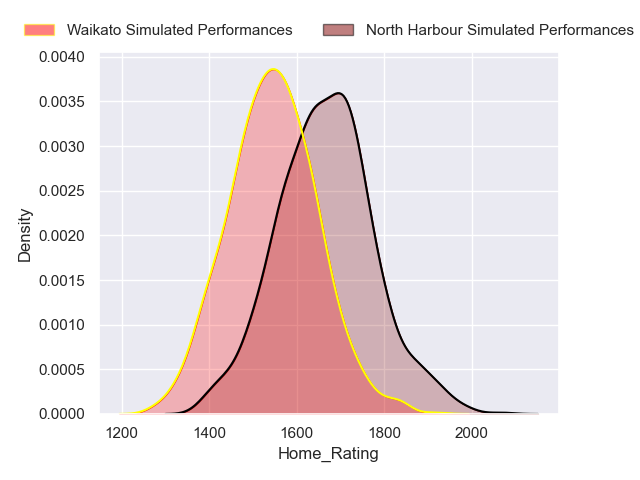 Waikato Simulated Performances
North Harbour Simulated Performances
0.0040
0.0035
0.0030
0.0025
0.0020
0.0015
0.0010
0.0005
0.0000
Density
1200 1400 1600 1800 2000
Home_Rating